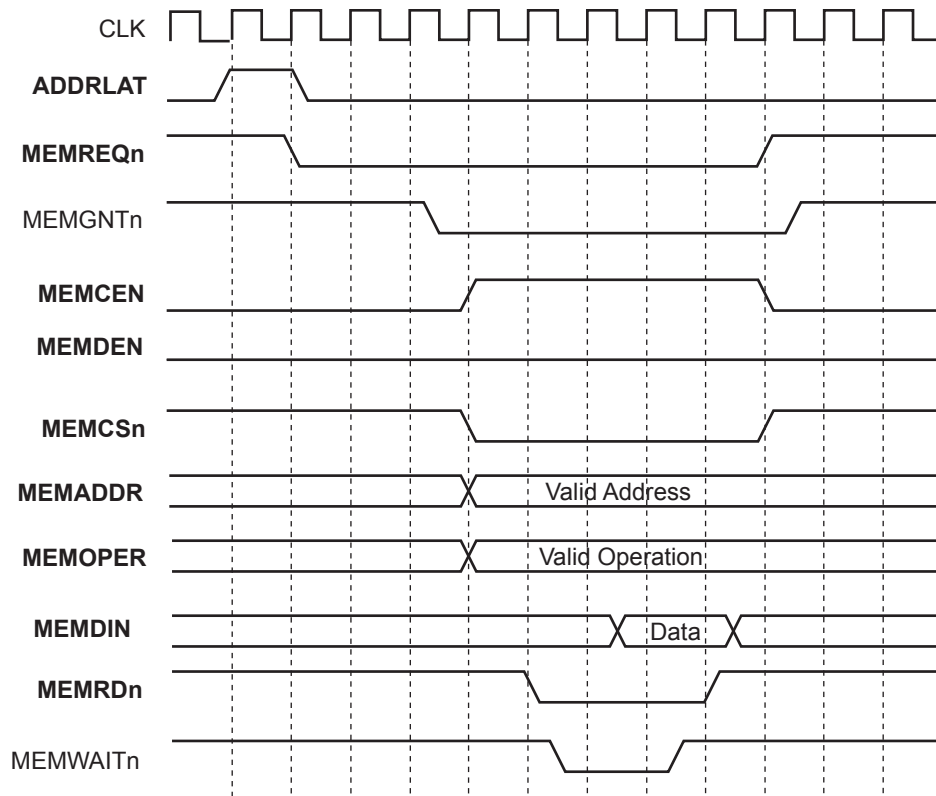 CLK
ADDRLAT
MEMREQn
MEMGNTn
MEMCEN
MEMDEN
MEMCSn
MEMADDR Valid Address
MEMOPER Valid Operation
MEMDIN Data
MEMRDn
MEMWAITn